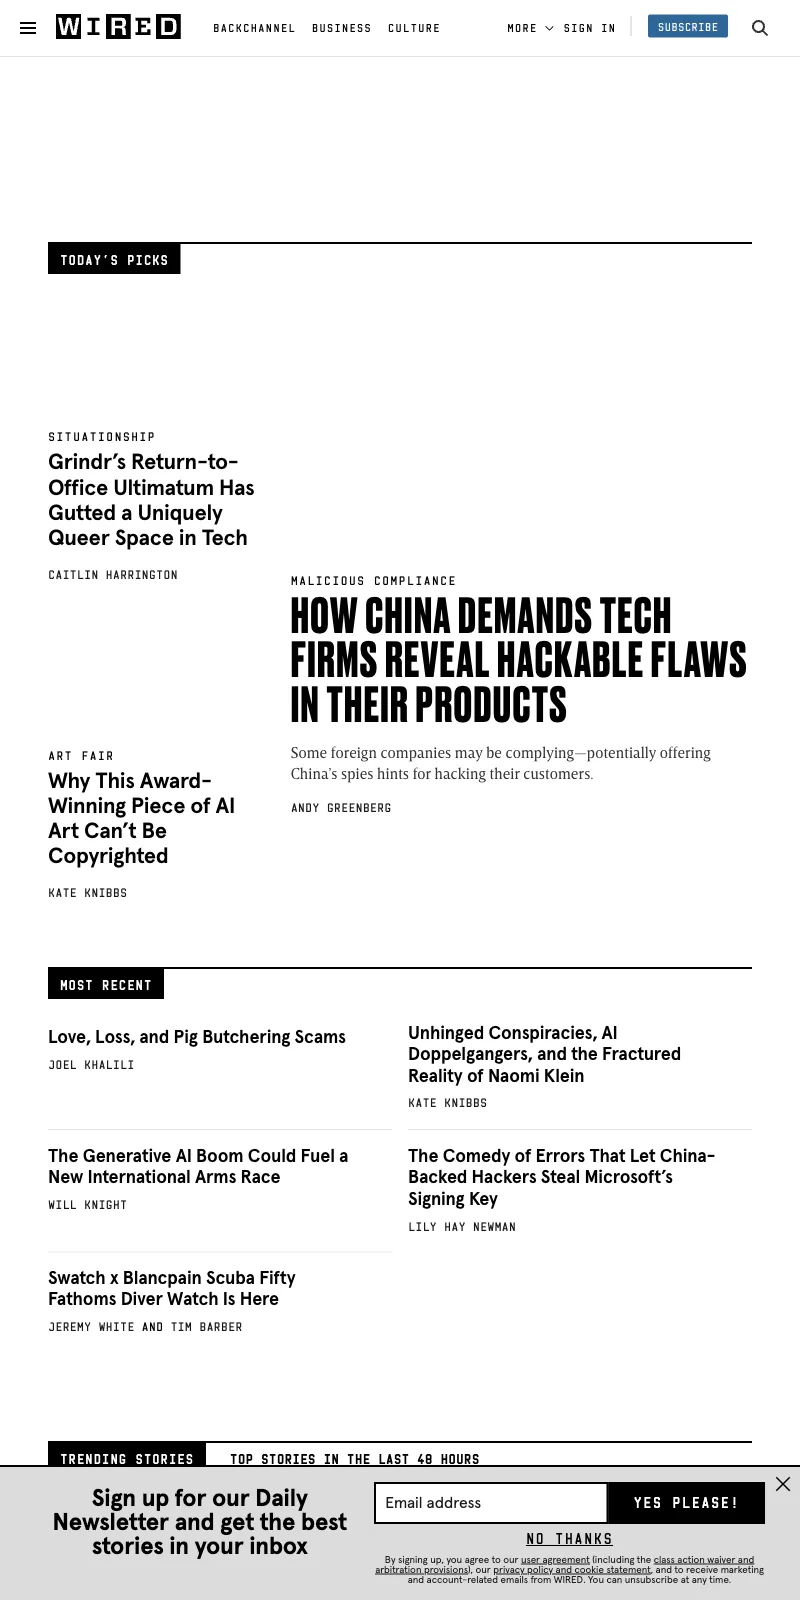 WIRED
BACKCHANNEL BUSINESS CULTURE
MORE SIGN IN
SUBSCRIBE
TODAY'S PICKS
SITUATIONSHIP
Grindr’s Return-to-
Office Ultimatum Has
Gutted a Uniquely
Queer Space in Tech
CAITLIN HARRINGTON
ART FAIR
Why This Award-
Winning Piece of AI
Art Can’t Be
Copyrighted
KATE KNIBBS
MALICIOUS COMPLIANCE
HOW CHINA DEMANDS TECH
FIRMS REVEAL HACKABLE FLAWS
IN THEIR PRODUCTS
Some foreign companies may be complying—potentially offering
China’s spies hints for hacking their customers.
ANDY GREENBERG
MOST RECENT
Love, Loss, and Pig Butchering Scams
JOEL KHALILI
Unhinged Conspiracies, AI
Doppelgangers, and the Fractured
Reality of Naomi Klein
KATE KNIBBS
The Generative AI Boom Could Fuel a
New International Arms Race
WILL KNIGHT
The Comedy of Errors That Let China-
Backed Hackers Steal Microsoft’s
Signing Key
LILY HAY NEWMAN
Swatch x Blancpain Scuba Fifty
Fathoms Diver Watch Is Here
JEREMY WHITE AND TIM BARBER
TRENDING STORIES
TOP STORIES IN THE LAST 48 HOURS
Sign up for our Daily
Newsletter and get the best
stories in your inbox
Email address
YES PLEASE!
NO THANKS
By signing up, you agree to our user agreement (including the class action waiver and
arbitration provisions), our privacy policy and cookie statement, and to receive marketing
and account-related emails from WIRED. You can unsubscribe at any time.